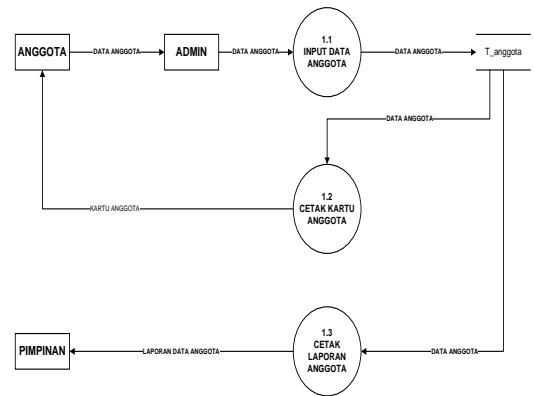 ANGGOTA
DATA ANGGOTA
ADMIN
DATA ANGGOTA
1.1
INPUT DATA
ANGGOTA
DATA ANGGOTA
T_anggota
DATA ANGGOTA
1.2
CETAK KARTU
ANGGOTA
KARTU ANGGOTA
1.3
CETAK
LAPORAN
ANGGOTA
PIMPINAN
LAPORAN DATA ANGGOTA
DATA ANGGOTA